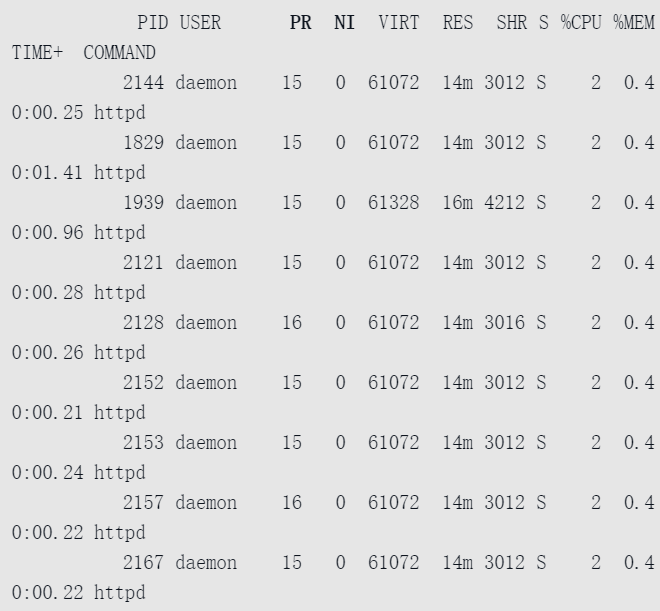 PID USER PR NI VIRT RES SHR S %CPU %MEM
TIME+ COMMAND
2144 daemon 15 0 61072 14m 3012 S 2 0.4
0:00.25 httpd
1829 daemon 15 0 61072 14m 3012 S 2 0.4
0:01.41 httpd
1939 daemon 15 0 61328 16m 4212 S 2 0.4
0:00.96 httpd
2121 daemon 15 0 61072 14m 3012 S 2 0.4
0:00.28 httpd
2128 daemon 16 0 61072 14m 3016 S 2 0.4
0:00.26 httpd
2152 daemon 15 0 61072 14m 3012 S 2 0.4
0:00.21 httpd
2153 daemon 15 0 61072 14m 3012 S 2 0.4
0:00.24 httpd
2157 daemon 16 0 61072 14m 3012 S 2 0.4
0:00.22 httpd
2167 daemon 15 0 61072 14m 3012 S 2 0.4
0:00.22 httpd